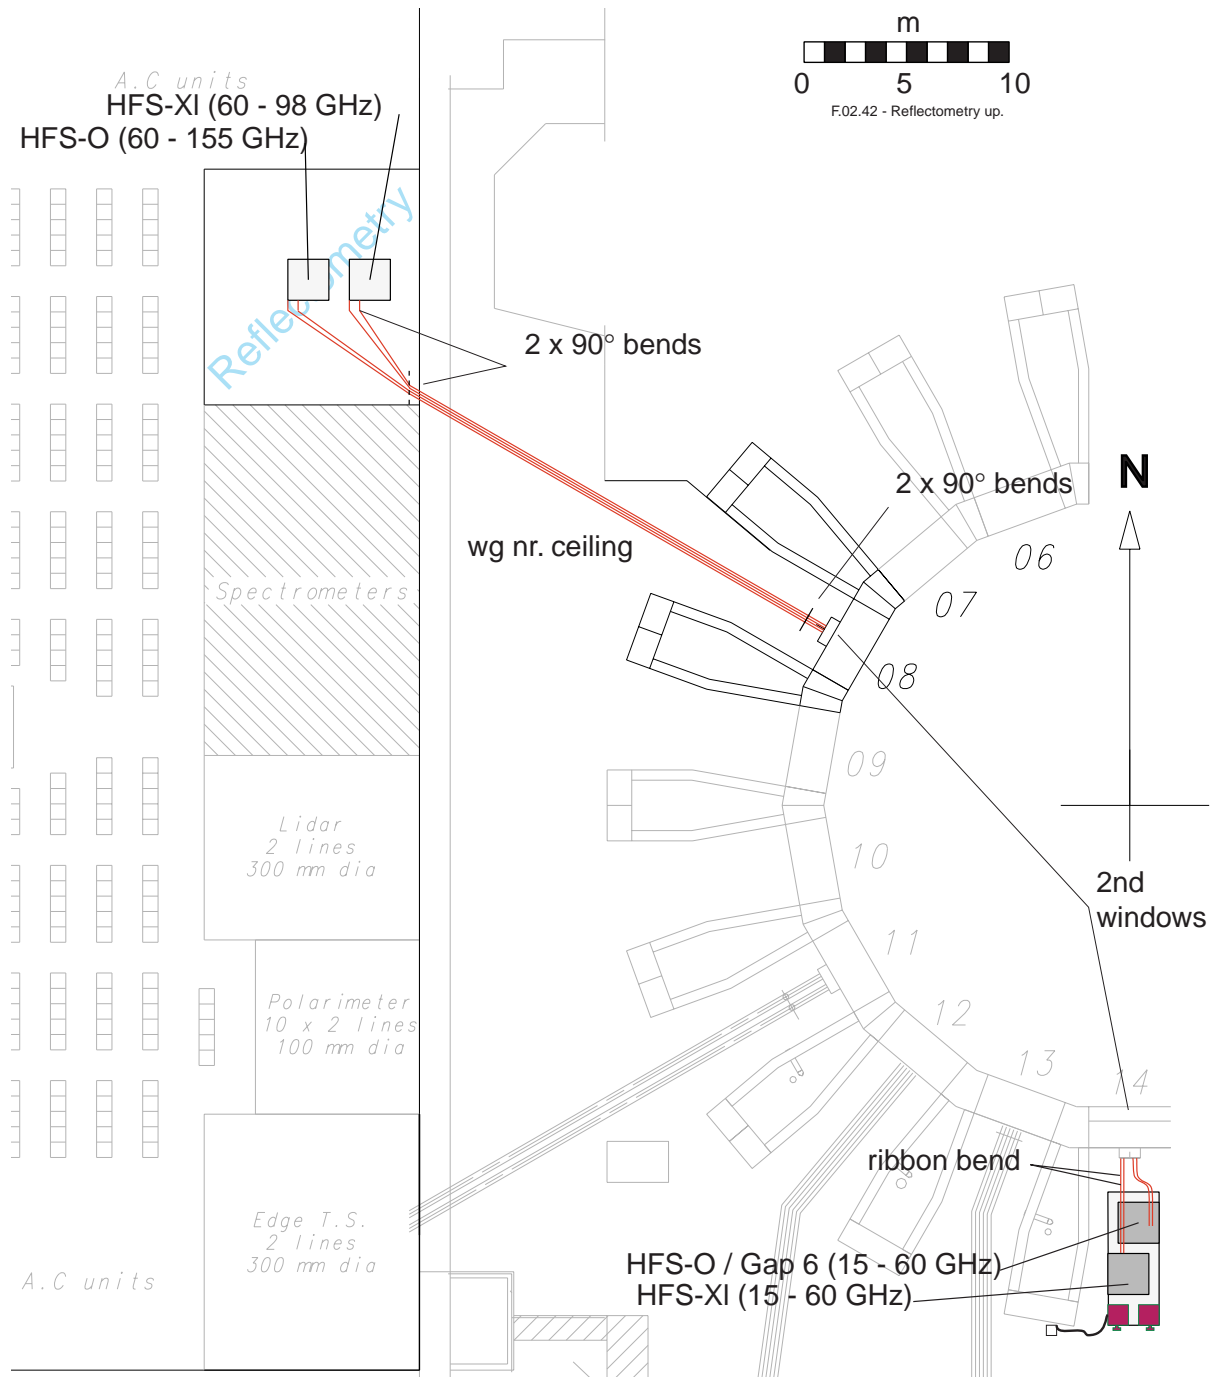 m
0 5 10
F.02.42 - Reflectometry up.
A.C units
HFS-XI (60 - 98 GHz)
HFS-O (60 - 155 GHz)
Reflectometry
2 x 90° bends
2 x 90° bends
N
wg nr. ceiling
06
07
08
Spectrometers
09
Lidar
2 lines
300 mm dia
10
2nd
windows
11
Polarimeter
10 x 2 lines
100 mm dia
12
13
14
ribbon bend
Edge T.S.
2 lines
300 mm dia
HFS-O / Gap 6 (15 - 60 GHz)
A.C units
HFS-XI (15 - 60 GHz)